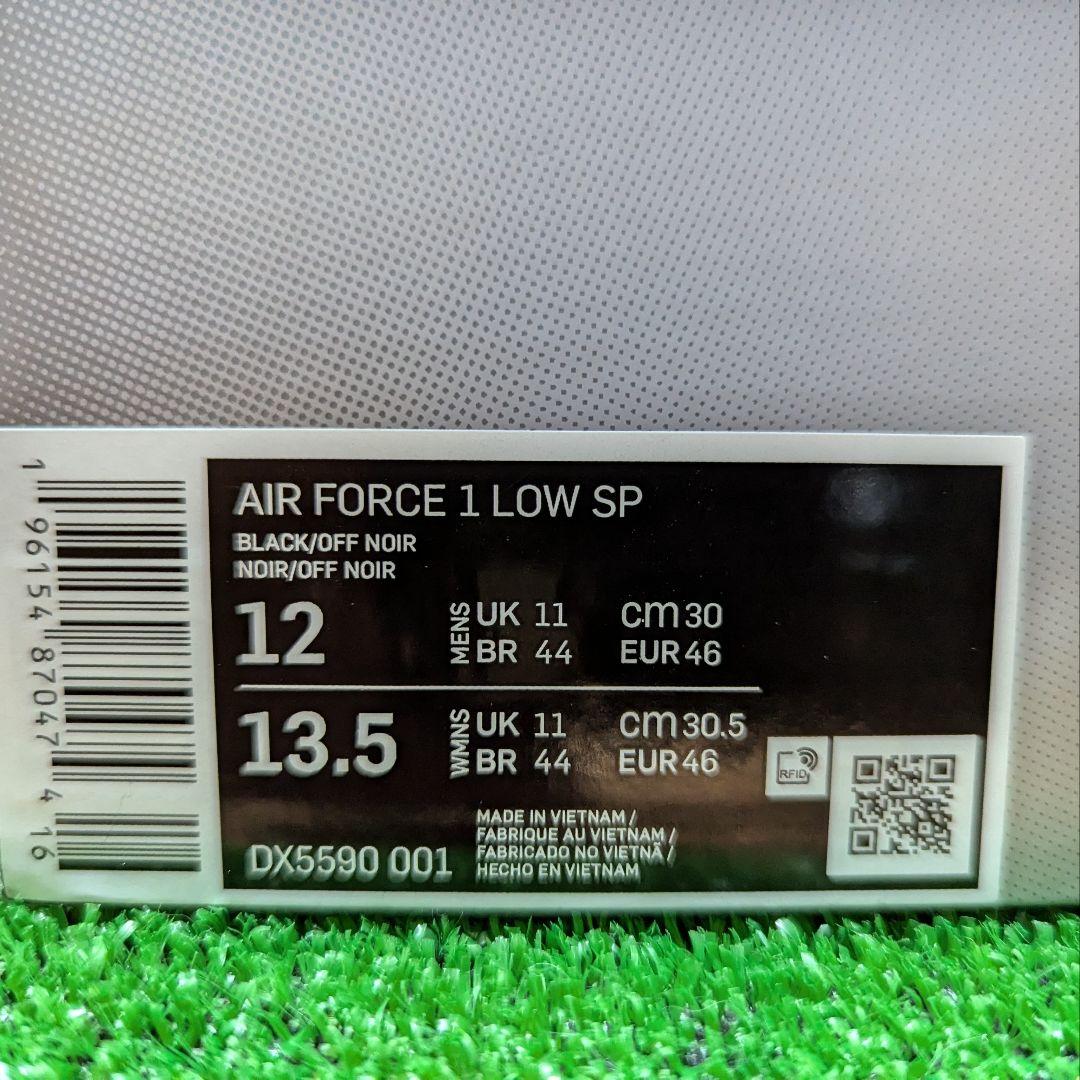 AIR FORCE 1 LOW SP
BLACK/OFF NOIR
NOIR/OFF NOIR
12 MENS UK 11 cm 30
BR 44 EUR 46
13.5 WMNS UK 11 cm 30.5
BR 44 EUR 46
RFID
MADE IN VIETNAM /
FABRIQUE AU VIETNAM /
FABRICADO NO VIETNÃ /
HECHO EN VIETNAM
DX5590 001
1 96154 87047 4 16